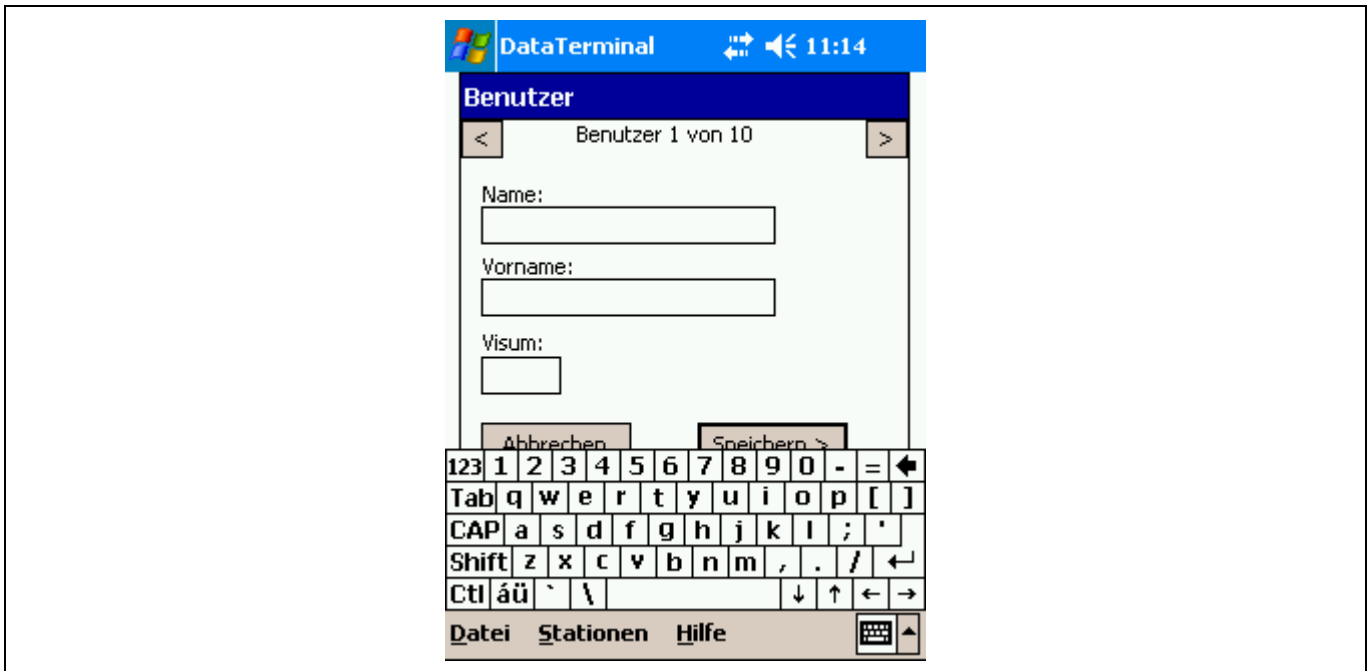 DataTerminal 11:14
Benutzer
< Benutzer 1 von 10 >
Name:
Vorname:
Visum:
Abbrechen Speichern >
123 1 2 3 4 5 6 7 8 9 0 - = 🡄
Tab q w e r t y u i o p [ ]
CAP a s d f g h j k l ; '
Shift z x c v b n m , . / ↵
Ctl áü ` \ ↓ ↑ ← →
Datei Stationen Hilfe